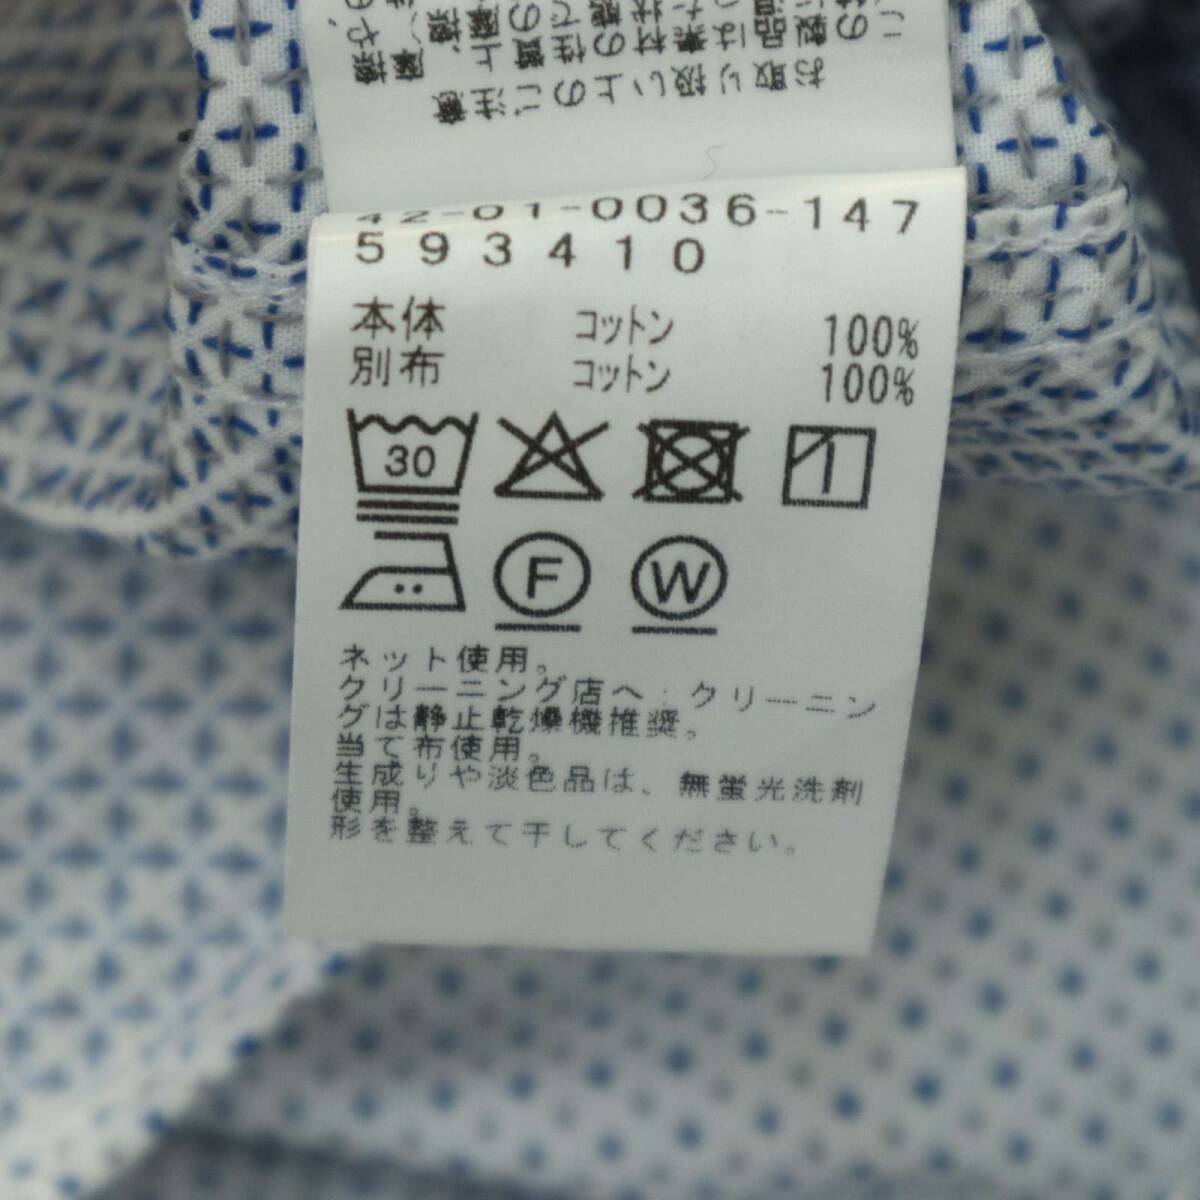 お取り扱い上のご注意
42-01-0036-147
593410
本体 コットン 100%
別布 コットン 100%
30
F
W
ネット使用。
クリーニング店へ:クリーニン
グは静止乾燥機推奨。
当て布使用。
生成りや淡色品は、無蛍光洗剤
使用。
形を整えて干してください。